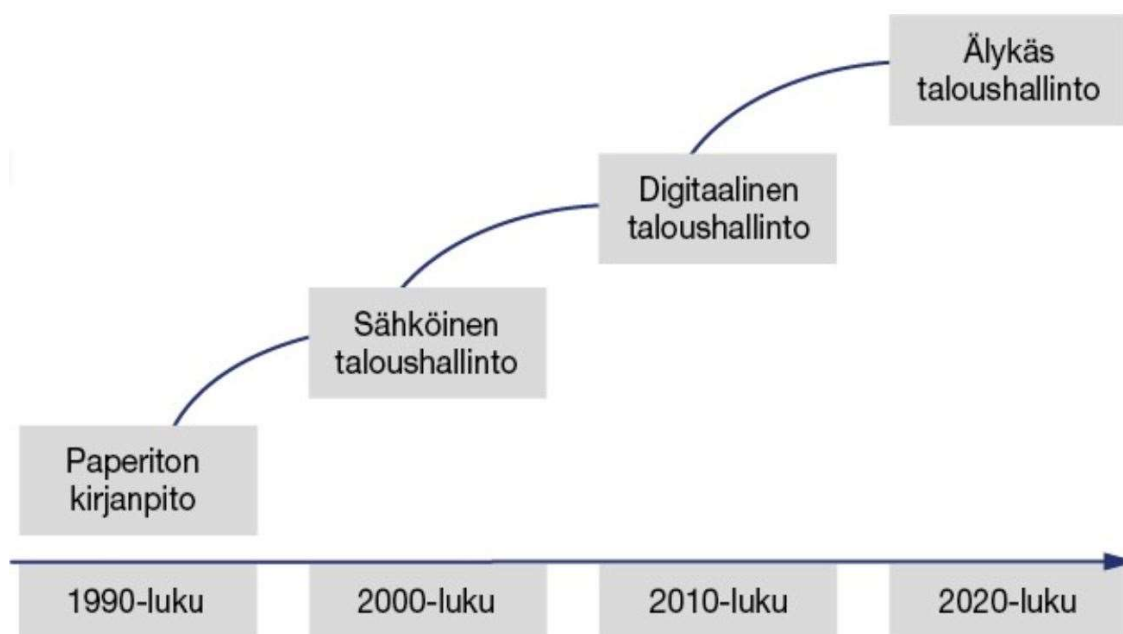 Älykäs
taloushallinto
Digitaalinen
taloushallinto
Sähköinen
taloushallinto
Paperiton
kirjanpito
1990-luku
2000-luku
2010-luku
2020-luku